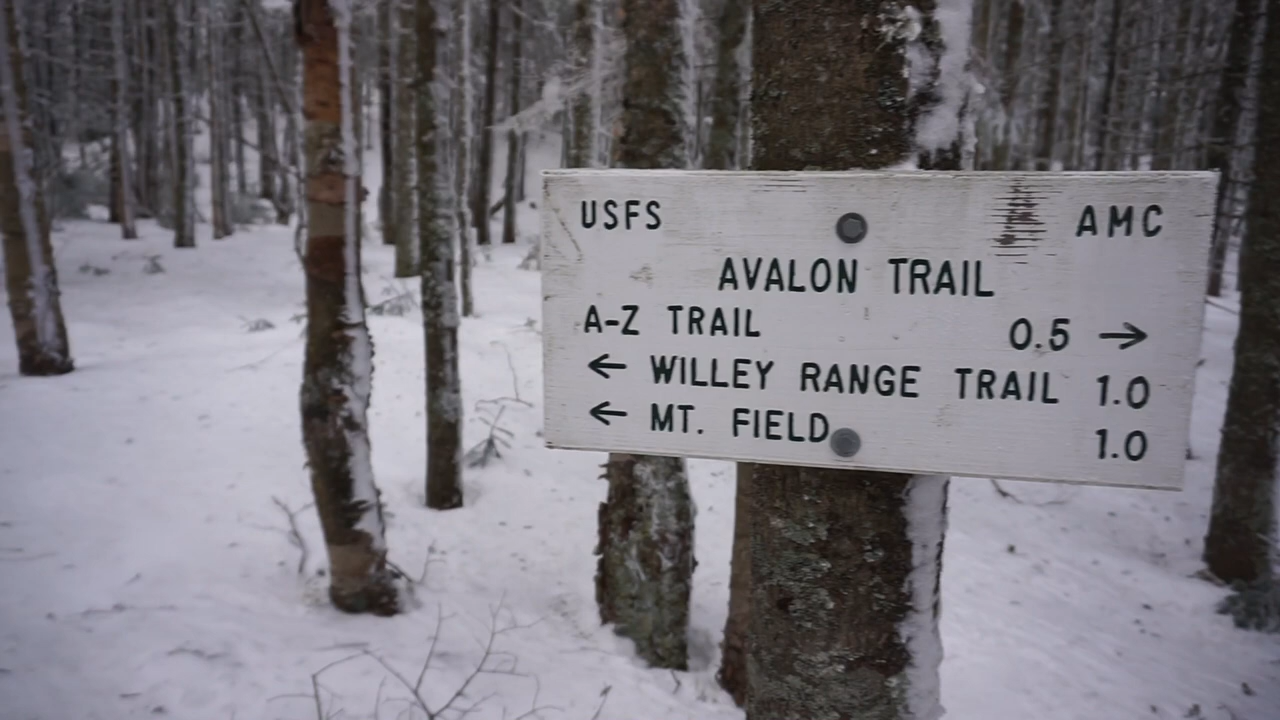 USFS AMC
AVALON TRAIL
A-Z TRAIL 0.5 →
← WILLEY RANGE TRAIL 1.0
← MT. FIELD 1.0